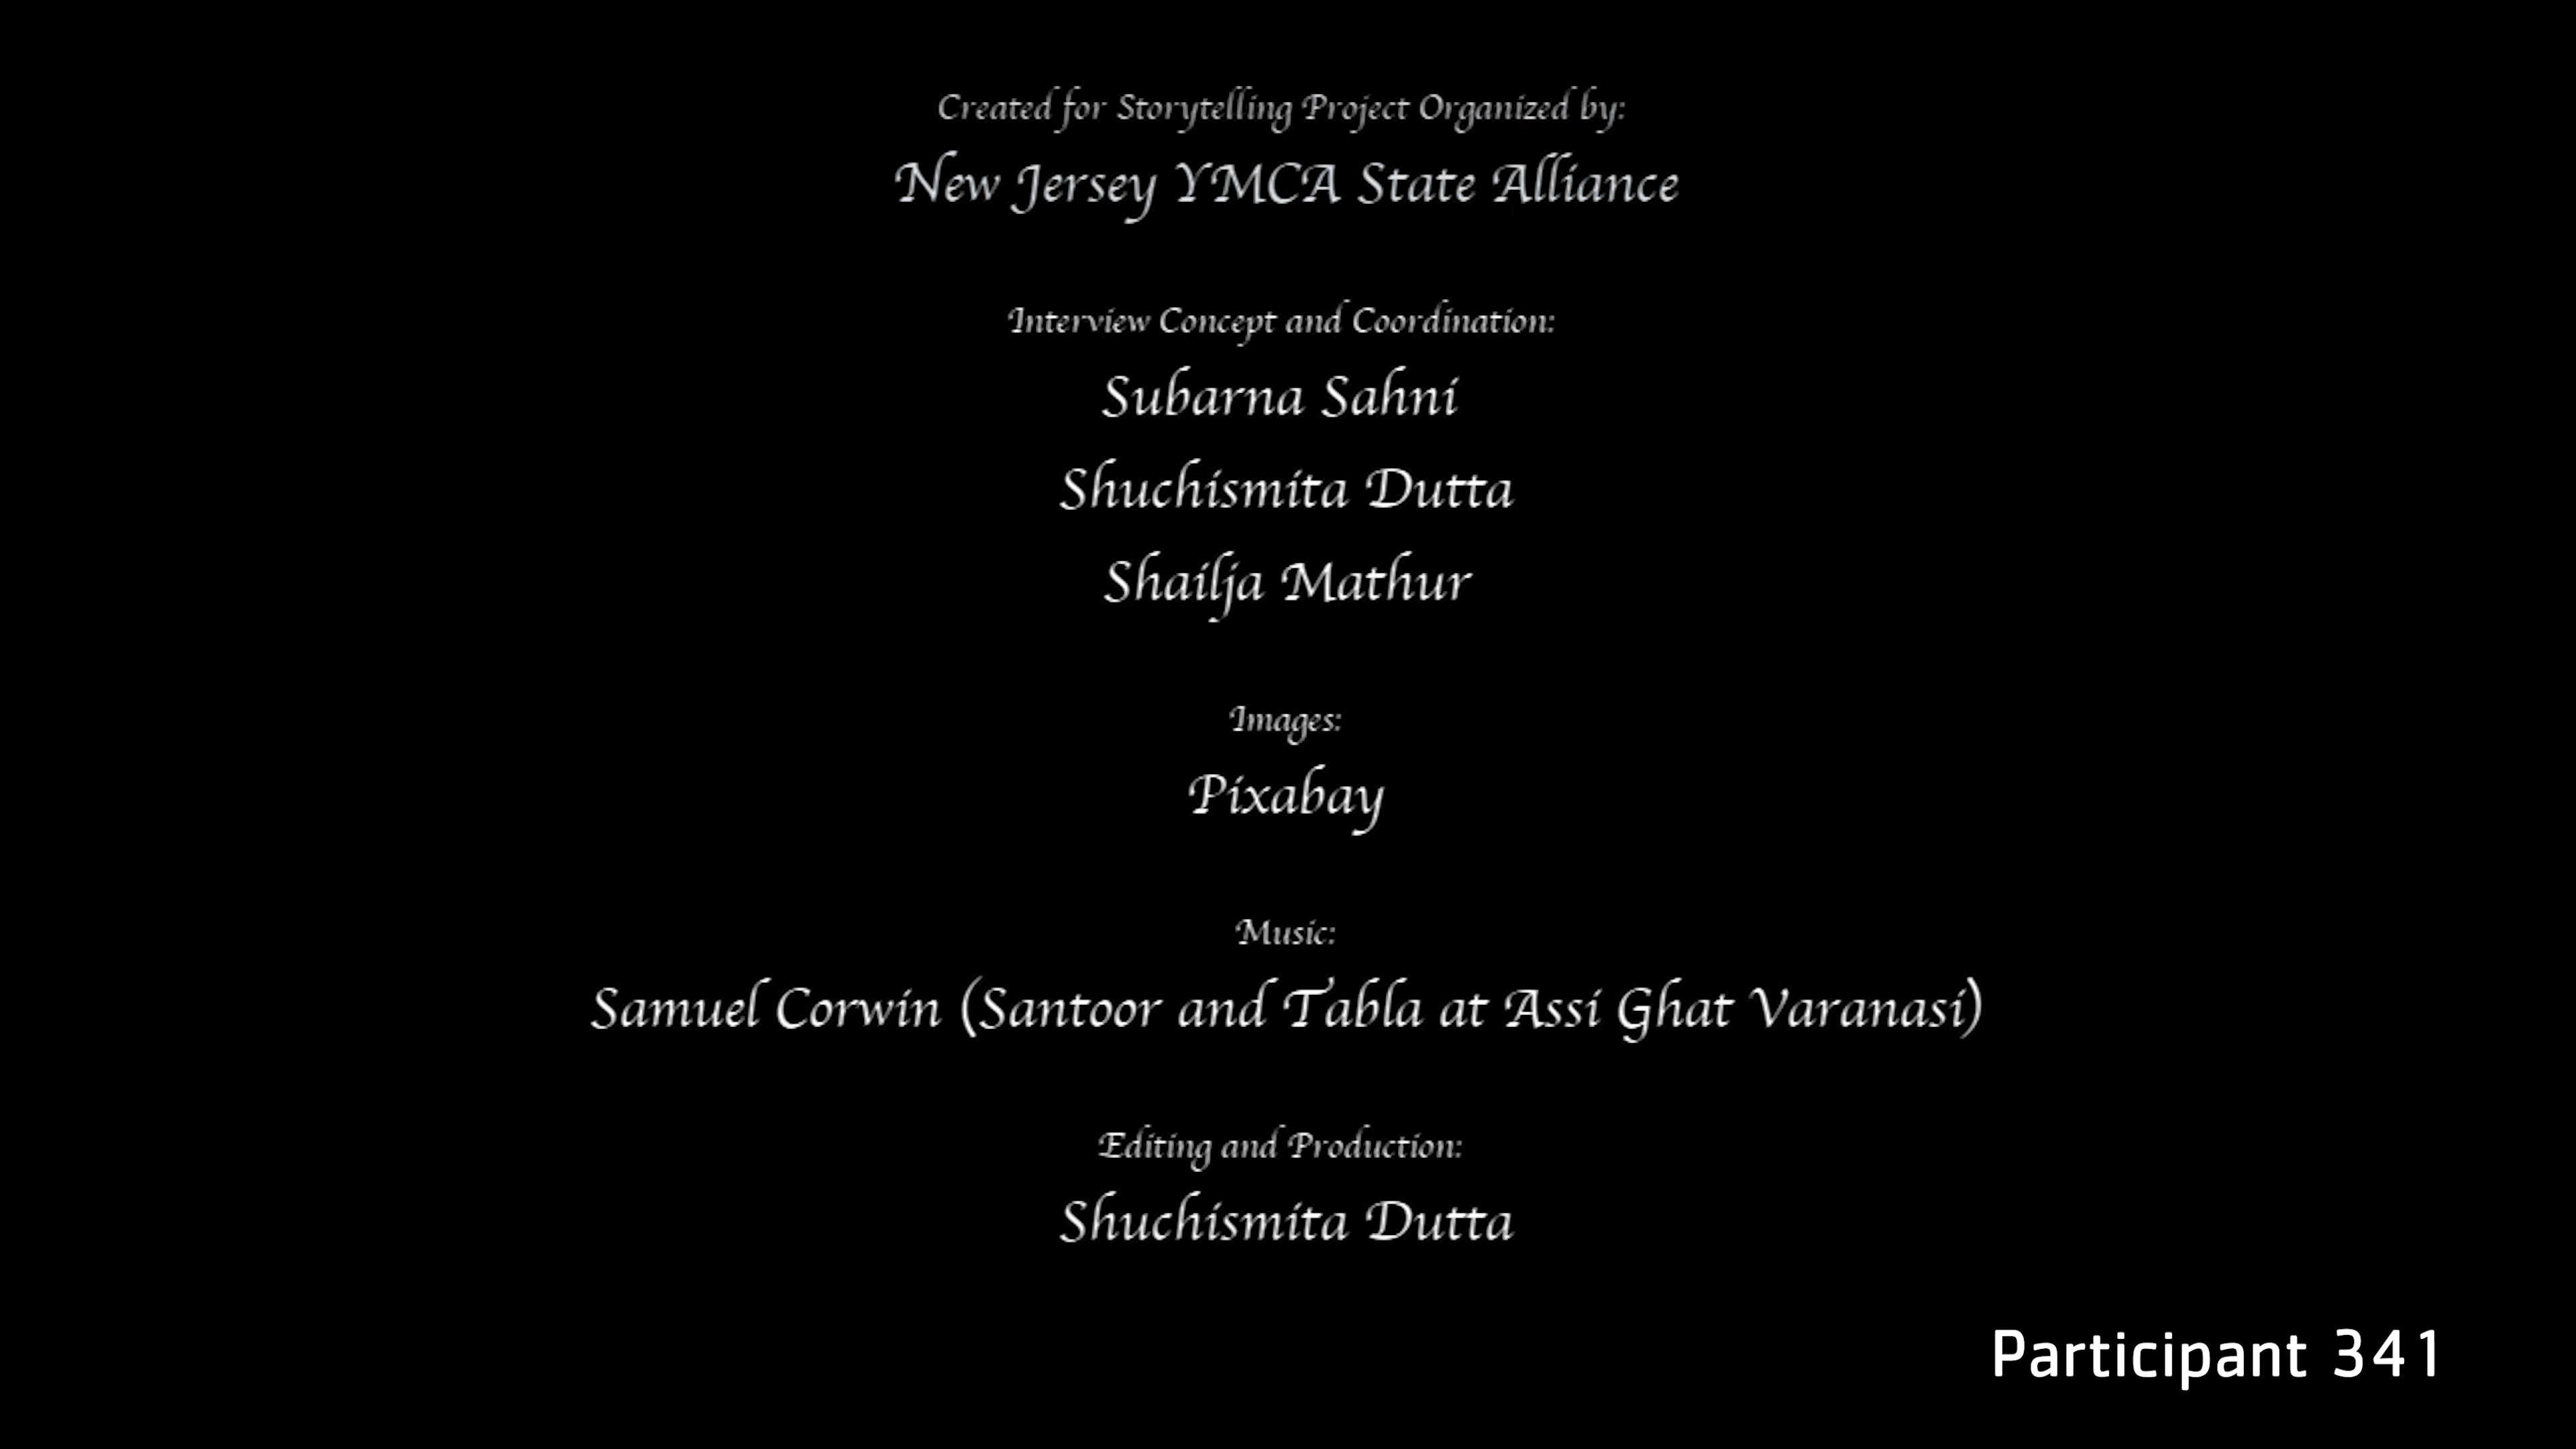 Created for Storytelling Project Organized by:
New Jersey YMCA State Alliance
Interview Concept and Coordination:
Subarna Sahni
Shuchismita Dutta
Shailja Mathur
Images:
Pixabay
Music:
Samuel Corwin (Santoor and Tabla at Assi Ghat Varanasi)
Editing and Production:
Shuchismita Dutta
Participant 341